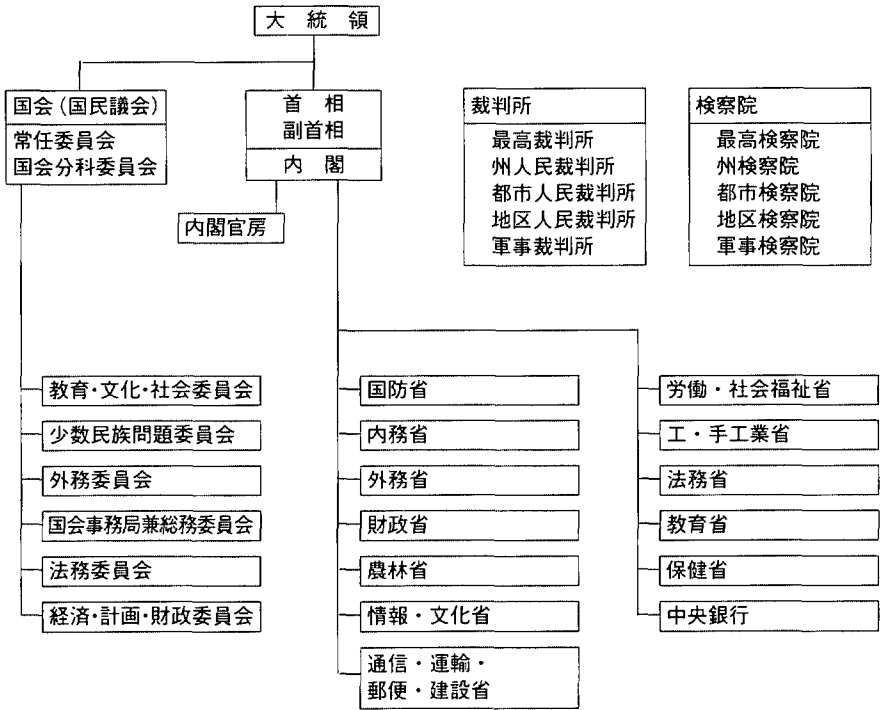 大統領
国会(国民議会)
常任委員会
国会分科委員会
首相
副首相
内閣
内閣官房
裁判所
最高裁判所
州人民裁判所
都市人民裁判所
地区人民裁判所
軍事裁判所
検察院
最高検察院
州検察院
都市検察院
地区検察院
軍事検察院
教育・文化・社会委員会
少数民族問題委員会
外務委員会
国会事務局兼総務委員会
法務委員会
経済・計画・財政委員会
国防省
内務省
外務省
財政省
農林省
情報・文化省
通信・運輸・
郵便・建設省
労働・社会福祉省
工・手工業省
法務省
教育省
保健省
中央銀行